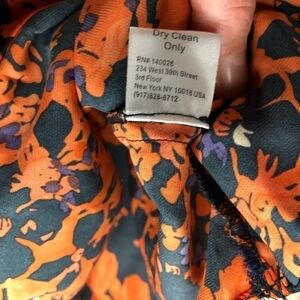 Dry Clean
Only
RN# 140026
234 West 39th Street
3rd Floor
New York NY 10018 USA
(917)828-6712